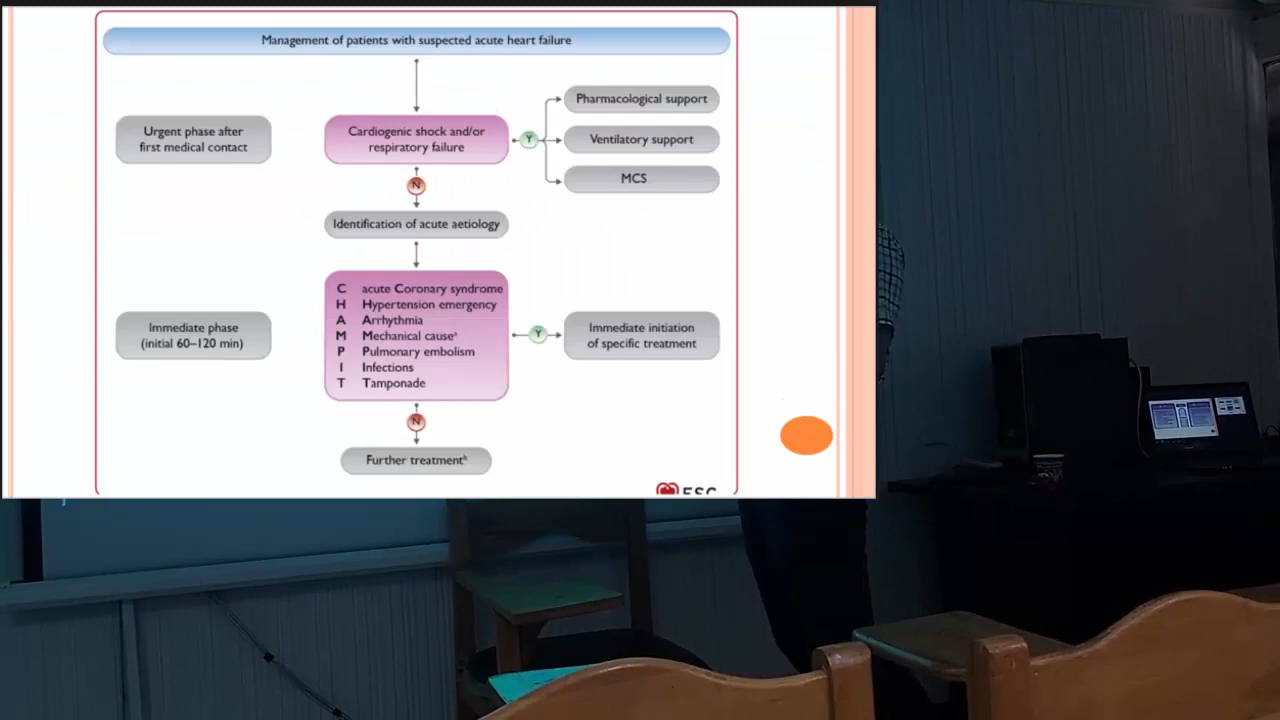 Management of patients with suspected acute heart failure
Pharmacological support
Urgent phase after
first medical contact
Cardiogenic shock and/or
respiratory failure
Y
Ventilatory support
MCS
N
Identification of acute aetiology
C acute Coronary syndrome
H Hypertension emergency
A Arrhythmia
M Mechanical causeᵃ
P Pulmonary embolism
I Infections
T Tamponade
Immediate phase
(initial 60–120 min)
Y
Immediate initiation
of specific treatment
N
Further treatmentᵇ
ESC